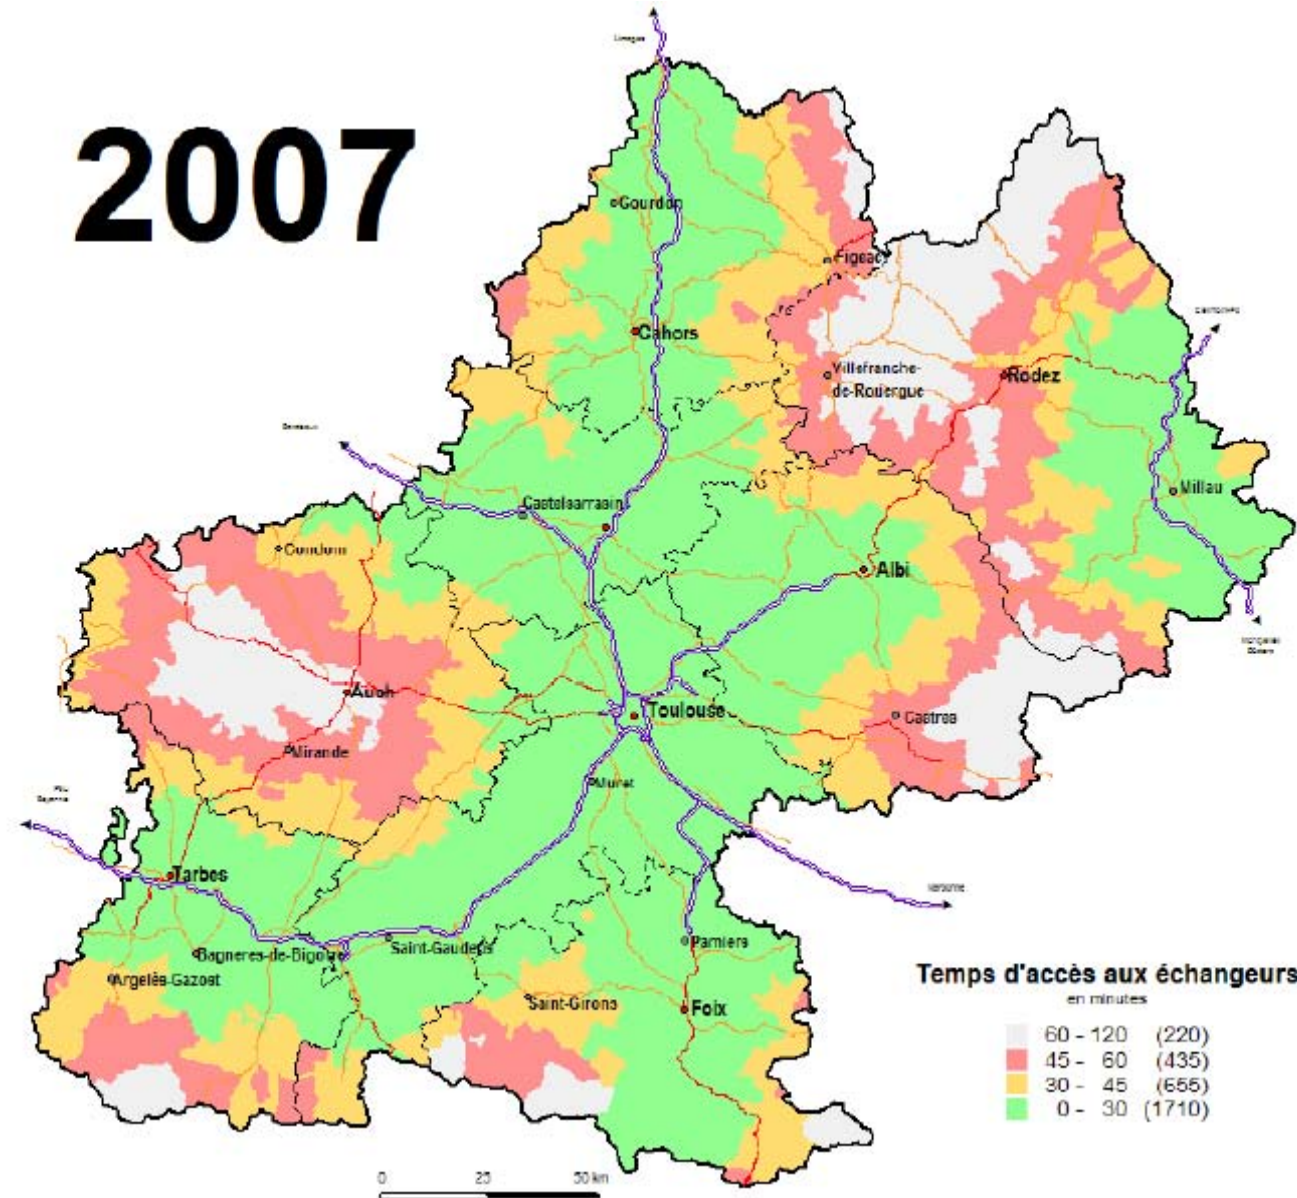 Limoges
2007
Gourdon
Figeac
Cahors
Villefranche-
de-Rouergue
Rodez
Millau
Castelsarrasin
Condom
Albi
Auch
Toulouse
Castres
Mirande
Muret
Tarbes
Narbonne
Pamiers
Saint-Gaudens
Bagneres-de-Bigorre
Argelès-Gazost
Saint-Girons
Foix
Temps d'accès aux échangeurs
en minutes
60 - 120 (220)
45 - 60 (435)
30 - 45 (655)
0 - 30 (1710)
0 25 50 km